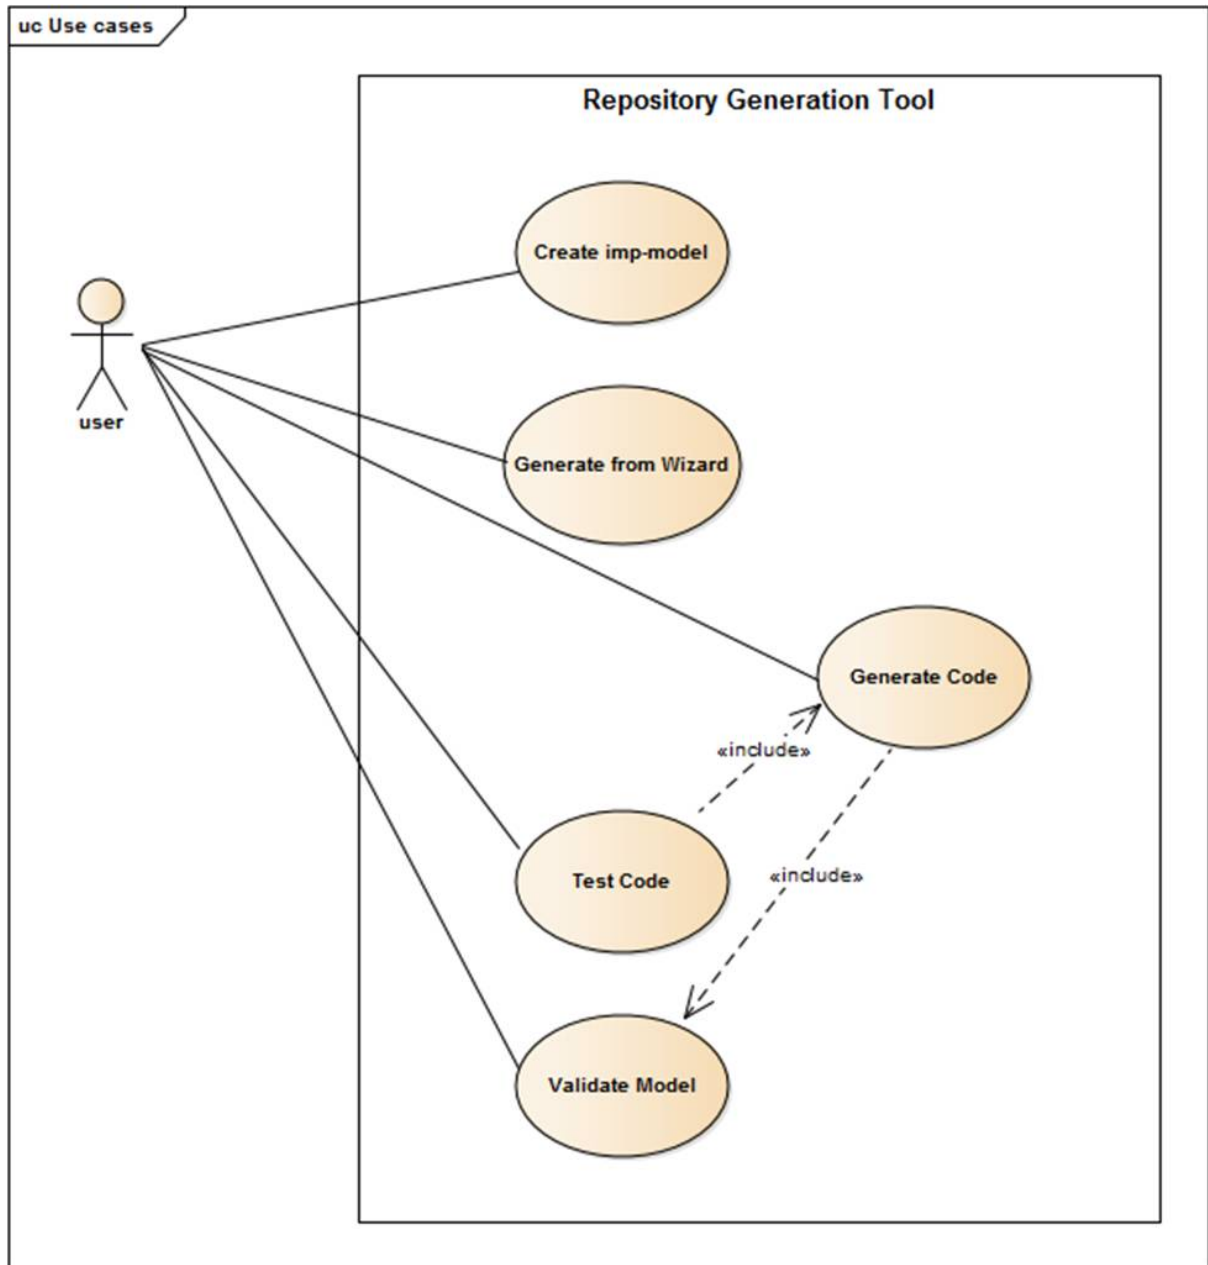 uc Use cases
Repository Generation Tool
Create imp-model
user
Generate from Wizard
Generate Code
«include»
Test Code
«include»
Validate Model